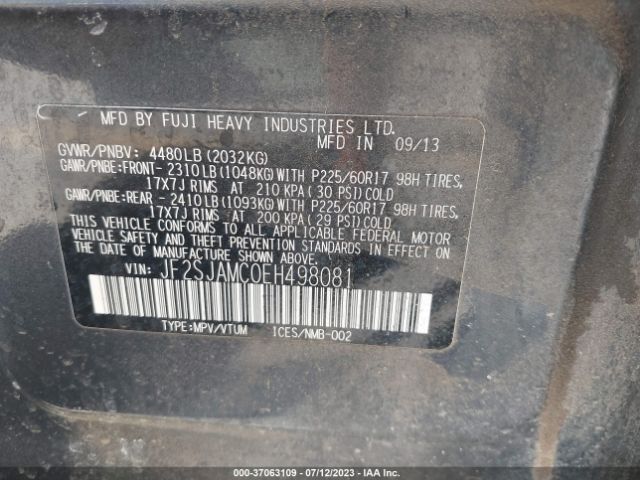 MFD BY FUJI HEAVY INDUSTRIES LTD.
MFD IN 09/13
GVWR/PNBV: 4480LB(2032KG)
GAWR/PNBE:FRONT- 2310LB(1048KG)WITH P225/60R17 98H TIRES,
17X7J RIMS AT 210 KPA(30 PSI)COLD
GAWR/PNBE:REAR - 2410LB(1093KG)WITH P225/60R17 98H TIRES,
17X7J RIMS AT 200 KPA(29 PSI)COLD
THIS VEHICLE CONFORMS TO ALL APPLICABLE FEDERAL MOTOR
VEHICLE SAFETY AND THEFT PREVENTION STANDARDS IN EFFECT ON
THE DATE OF MANUFACTURE SHOWN ABOVE.
VIN: JF2SJAMC0EH498081
TYPE:MPV/VTUM ICES/NMB-002
000-37063109 - 07/12/2023 - IAA Inc.